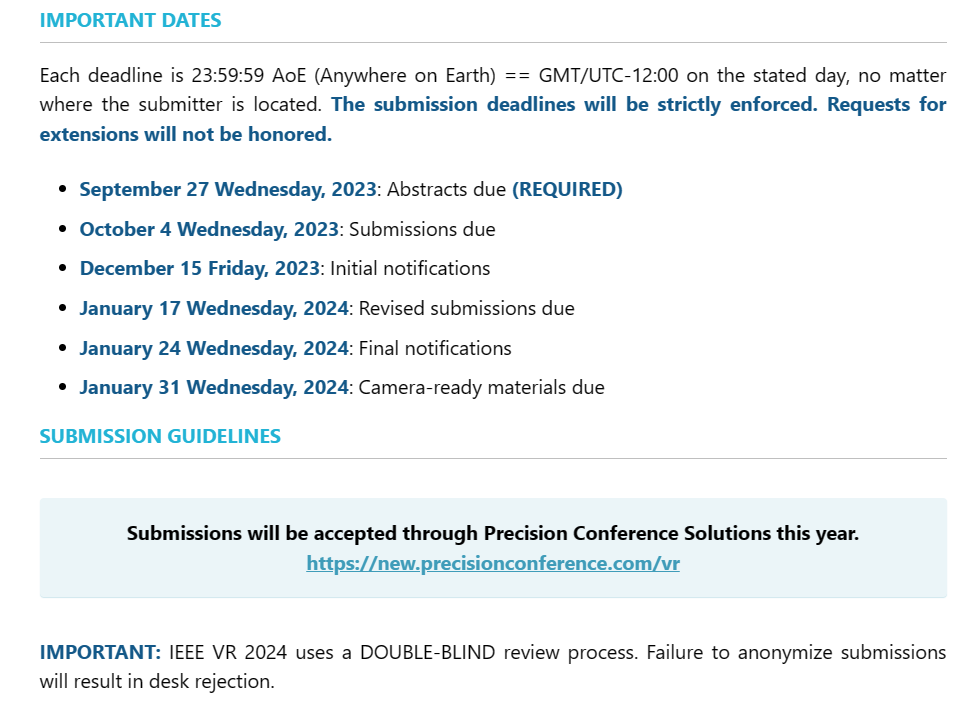 IMPORTANT DATES
Each deadline is 23:59:59 AoE (Anywhere on Earth) == GMT/UTC-12:00 on the stated day, no matter
where the submitter is located. The submission deadlines will be strictly enforced. Requests for
extensions will not be honored.
• September 27 Wednesday, 2023: Abstracts due (REQUIRED)
• October 4 Wednesday, 2023: Submissions due
• December 15 Friday, 2023: Initial notifications
• January 17 Wednesday, 2024: Revised submissions due
• January 24 Wednesday, 2024: Final notifications
• January 31 Wednesday, 2024: Camera-ready materials due
SUBMISSION GUIDELINES
Submissions will be accepted through Precision Conference Solutions this year.
https://new.precisionconference.com/vr
IMPORTANT: IEEE VR 2024 uses a DOUBLE-BLIND review process. Failure to anonymize submissions
will result in desk rejection.